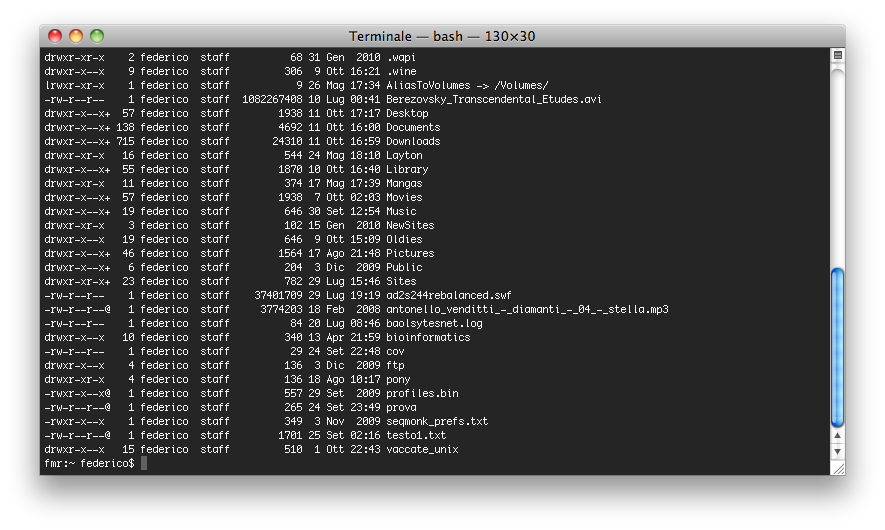 Terminale — bash — 130×30
drwxr-xr-x    2 federico  staff          68 31 Gen  2010 .wapi
drwxr-x--x    9 federico  staff         306  9 Ott 16:21 .wine
lrwxr-xr-x    1 federico  staff           9 26 Mag 17:34 AliasToVolumes -> /Volumes/
-rw-r--r--    1 federico  staff  1082267408 10 Lug 00:41 Berezovsky_Transcendental_Etudes.avi
drwxr-x--x+  57 federico  staff        1938 11 Ott 17:17 Desktop
drwxr-x--x+ 138 federico  staff        4692 11 Ott 16:00 Documents
drwxr-x--x+ 715 federico  staff       24310 11 Ott 16:59 Downloads
drwxr-xr-x   16 federico  staff         544 24 Mag 18:10 Layton
drwxr-x--x+  55 federico  staff        1870 10 Ott 16:40 Library
drwxr-xr-x   11 federico  staff         374 17 Mag 17:39 Mangas
drwxr-x--x+  57 federico  staff        1938  7 Ott 02:03 Movies
drwxr-x--x+  19 federico  staff         646 30 Set 12:54 Music
drwxr-xr-x    3 federico  staff         102 15 Gen  2010 NewSites
drwxr-x--x   19 federico  staff         646  9 Ott 15:09 Oldies
drwxr-x--x+  46 federico  staff        1564 17 Ago 21:48 Pictures
drwxr-x--x+   6 federico  staff         204  3 Dic  2009 Public
drwxr-xr-x+  23 federico  staff         782 29 Lug 15:46 Sites
-rw-r--r--    1 federico  staff    37401709 29 Lug 19:19 ad2s244rebalanced.swf
-rw-r--r--@   1 federico  staff     3774203 18 Feb  2008 antonello_venditti_-_diamanti_-_04_-_stella.mp3
-rw-r--r--    1 federico  staff          84 20 Lug 08:46 baolsytesnet.log
drwxr-x--x   10 federico  staff         340 13 Apr 21:59 bioinformatics
-rw-r--r--    1 federico  staff          29 24 Set 22:48 cov
drwxr-x--x    4 federico  staff         136  3 Dic  2009 ftp
drwxr-xr-x    4 federico  staff         136 18 Ago 10:17 pony
-rwxr-x--x@   1 federico  staff         557 29 Set  2009 profiles.bin
-rw-r--r--@   1 federico  staff         265 24 Set 23:49 prova
-rwxr-x--x    1 federico  staff         349  3 Nov  2009 seqmonk_prefs.txt
-rw-r--r--@   1 federico  staff        1701 25 Set 02:16 testo1.txt
drwxr-x--x   15 federico  staff         510  1 Ott 22:43 vaccate_unix
fmr:~ federico$